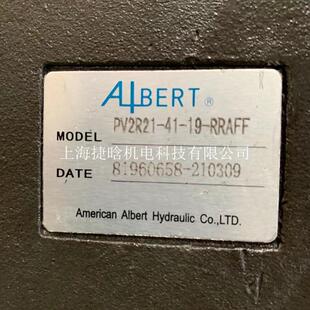 ALBERT®
MODEL PV2R21-41-19-RRAFF
上海捷晗机电科技有限公司
DATE 81960658-210309
American Albert Hydraulic Co.,LTD.